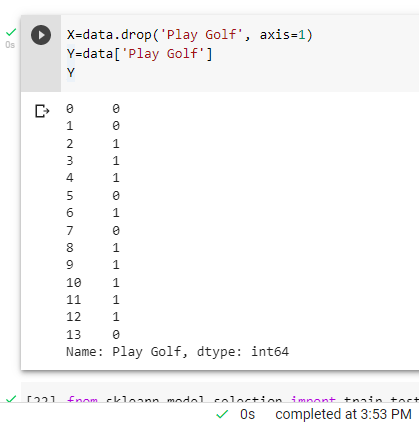 0s
X=data.drop('Play Golf', axis=1)
Y=data['Play Golf']
Y
0 0
1 0
2 1
3 1
4 1
5 0
6 1
7 0
8 1
9 1
10 1
11 1
12 1
13 0
Name: Play Golf, dtype: int64
[22] from sklearn.model_selection import train_test
0s completed at 3:53 PM